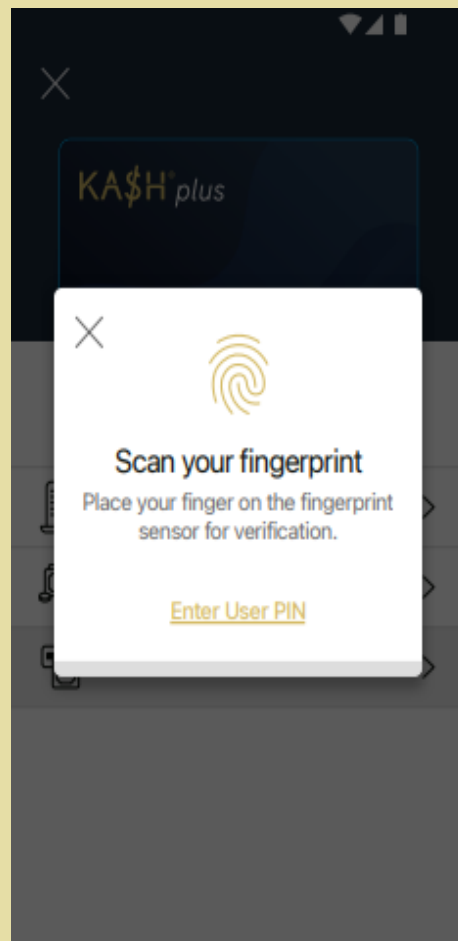 KA$H® plus
Scan your fingerprint
Place your finger on the fingerprint
sensor for verification.
Enter User PIN